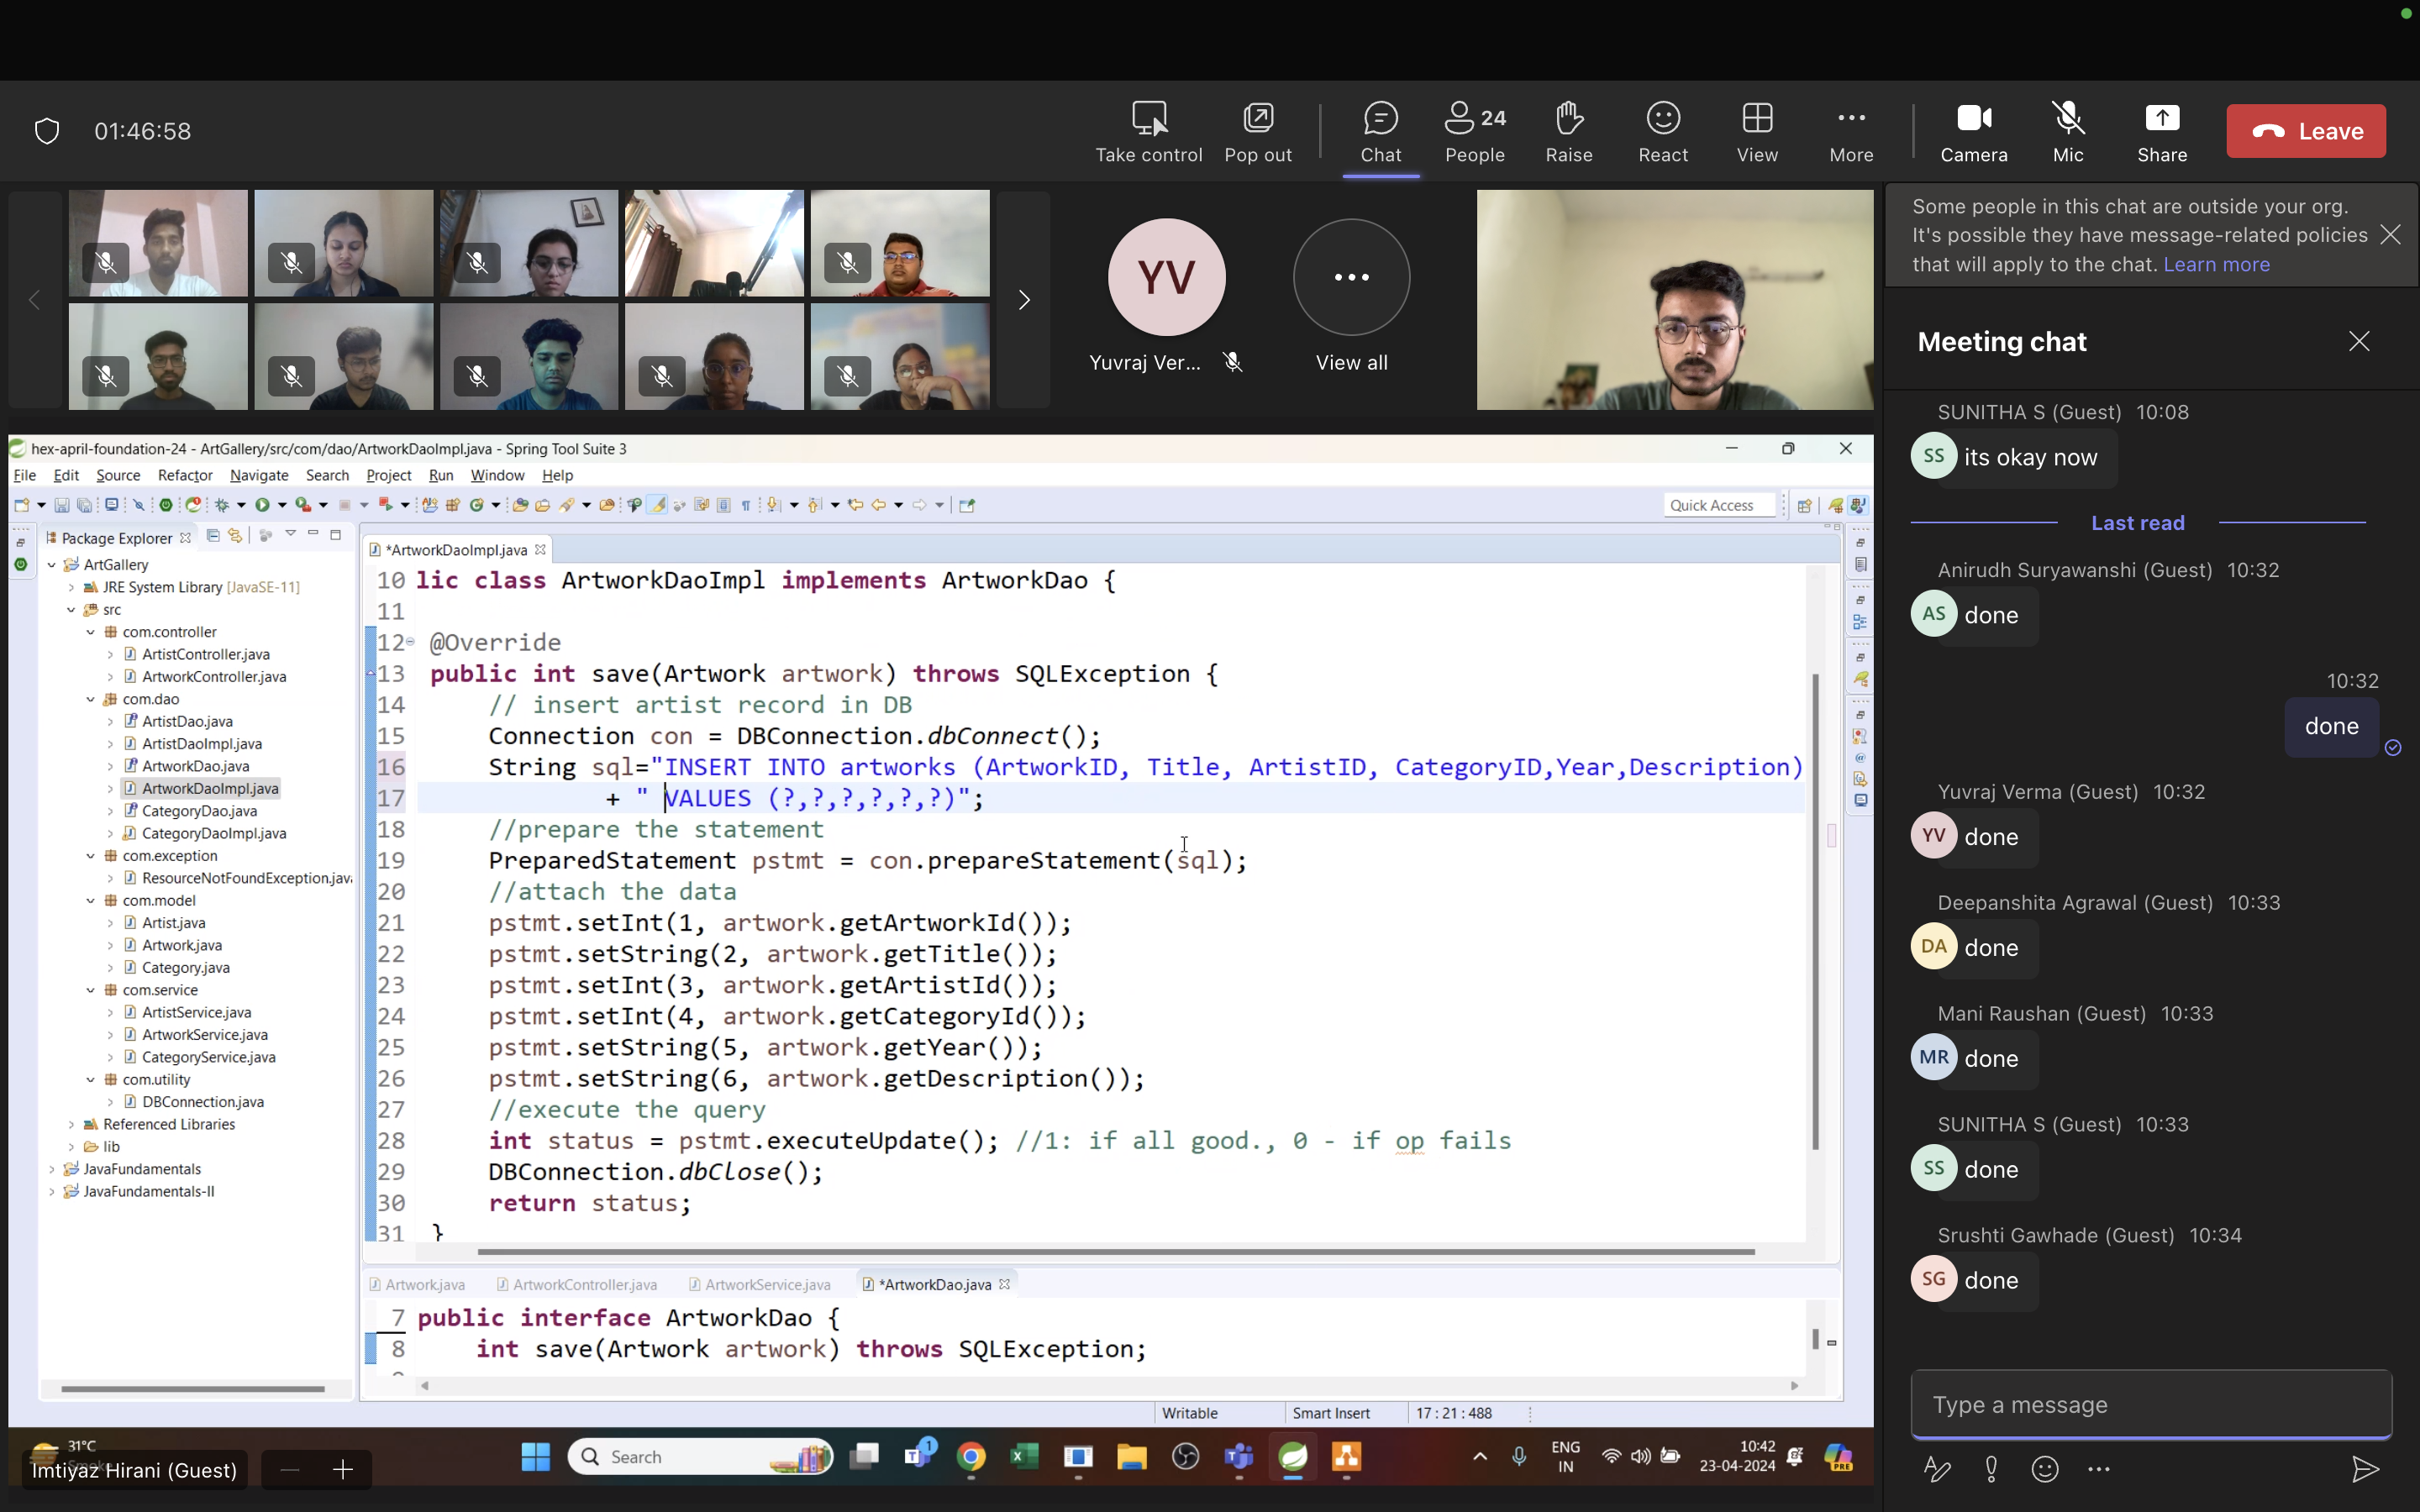 01:46:58
Take control
Pop out
Chat
24
People
Raise
React
View
More
Camera
Mic
Share
Leave
YV
Yuvraj Ver...
View all
Some people in this chat are outside your org.
It's possible they have message-related policies
that will apply to the chat. Learn more
Meeting chat
SUNITHA S (Guest) 10:08
SS its okay now
Last read
Anirudh Suryawanshi (Guest) 10:32
AS done
10:32
done
Yuvraj Verma (Guest) 10:32
YV done
Deepanshita Agrawal (Guest) 10:33
DA done
Mani Raushan (Guest) 10:33
MR done
SUNITHA S (Guest) 10:33
SS done
Srushti Gawhade (Guest) 10:34
SG done
Type a message
hex-april-foundation-24 - ArtGallery/src/com/dao/ArtworkDaoImpl.java - Spring Tool Suite 3
File Edit Source Refactor Navigate Search Project Run Window Help
Quick Access
Package Explorer
ArtGallery
JRE System Library [JavaSE-11]
src
com.controller
ArtistController.java
ArtworkController.java
com.dao
ArtistDao.java
ArtistDaoImpl.java
ArtworkDao.java
ArtworkDaoImpl.java
CategoryDao.java
CategoryDaoImpl.java
com.exception
ResourceNotFoundException.jav
com.model
Artist.java
Artwork.java
Category.java
com.service
ArtistService.java
ArtworkService.java
CategoryService.java
com.utility
DBConnection.java
Referenced Libraries
lib
JavaFundamentals
JavaFundamentals-II
*ArtworkDaoImpl.java
10 lic class ArtworkDaoImpl implements ArtworkDao {
11
12 @Override
13 public int save(Artwork artwork) throws SQLException {
14 // insert artist record in DB
15 Connection con = DBConnection.dbConnect();
16 String sql="INSERT INTO artworks (ArtworkID, Title, ArtistID, CategoryID,Year,Description)
17 + " VALUES (?,?,?,?,?,?)";
18 //prepare the statement
19 PreparedStatement pstmt = con.prepareStatement(sql);
20 //attach the data
21 pstmt.setInt(1, artwork.getArtworkId());
22 pstmt.setString(2, artwork.getTitle());
23 pstmt.setInt(3, artwork.getArtistId());
24 pstmt.setInt(4, artwork.getCategoryId());
25 pstmt.setString(5, artwork.getYear());
26 pstmt.setString(6, artwork.getDescription());
27 //execute the query
28 int status = pstmt.executeUpdate(); //1: if all good., 0 - if op fails
29 DBConnection.dbClose();
30 return status;
31 }
Artwork.java ArtworkController.java ArtworkService.java *ArtworkDao.java
7 public interface ArtworkDao {
8 int save(Artwork artwork) throws SQLException;
Writable Smart Insert 17 : 21 : 488
31°C
Imtiyaz Hirani (Guest)
Search
1
ENG
IN
10:42
23-04-2024
PRE